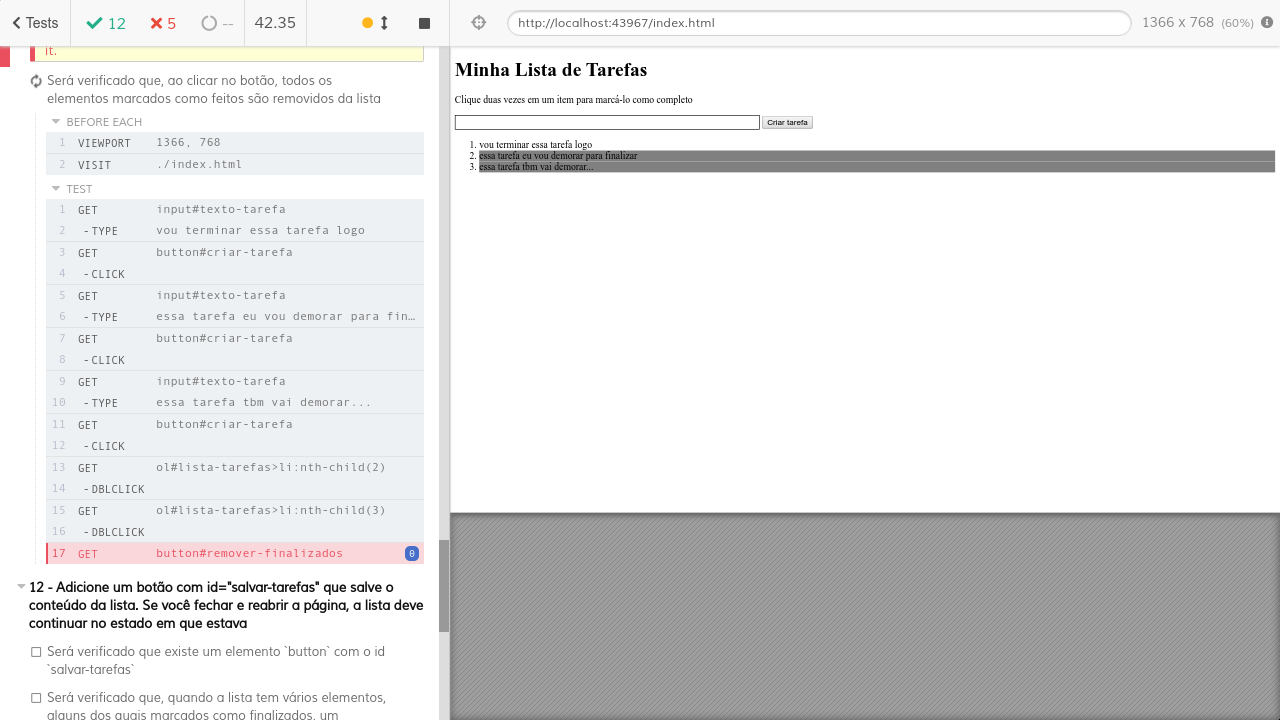 Tests
12
5
--
42.35
http://localhost:43967/index.html
1366 x 768 (60%)
it.
Será verificado que, ao clicar no botão, todos os
elementos marcados como feitos são removidos da lista
BEFORE EACH
1 VIEWPORT 1366, 768
2 VISIT ./index.html
TEST
1 GET input#texto-tarefa
2 -TYPE vou terminar essa tarefa logo
3 GET button#criar-tarefa
4 -CLICK
5 GET input#texto-tarefa
6 -TYPE essa tarefa eu vou demorar para fin…
7 GET button#criar-tarefa
8 -CLICK
9 GET input#texto-tarefa
10 -TYPE essa tarefa tbm vai demorar...
11 GET button#criar-tarefa
12 -CLICK
13 GET ol#lista-tarefas>li:nth-child(2)
14 -DBLCLICK
15 GET ol#lista-tarefas>li:nth-child(3)
16 -DBLCLICK
17 GET button#remover-finalizados 0
12 - Adicione um botão com id="salvar-tarefas" que salve o
conteúdo da lista. Se você fechar e reabrir a página, a lista deve
continuar no estado em que estava
Será verificado que existe um elemento `button` com o id
`salvar-tarefas`
Será verificado que, quando a lista tem vários elementos,
alguns dos quais marcados como finalizados, um
Minha Lista de Tarefas
Clique duas vezes em um item para marcá-lo como completo
Criar tarefa
1. vou terminar essa tarefa logo
2. essa tarefa eu vou demorar para finalizar
3. essa tarefa tbm vai demorar...